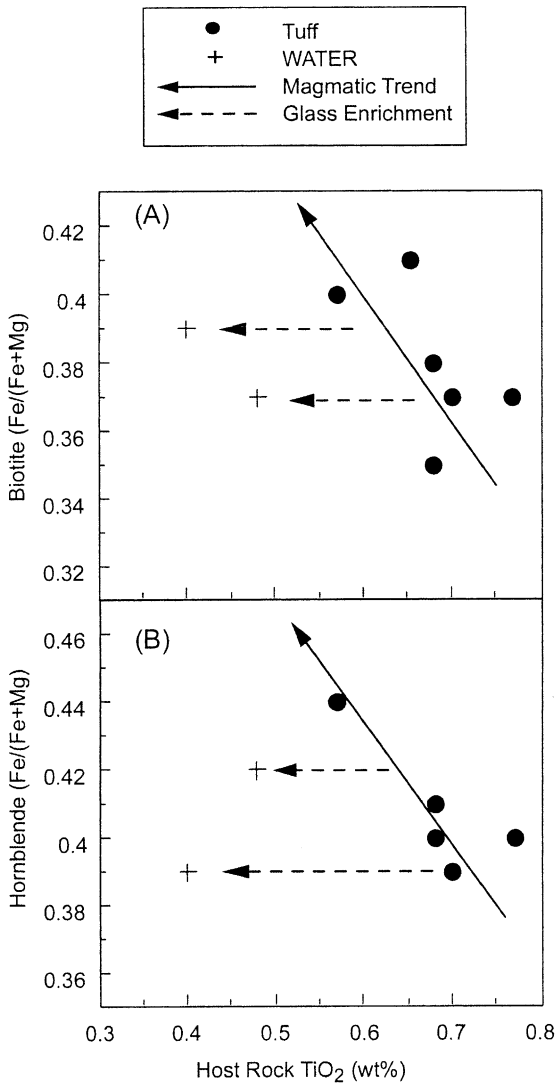 Tuff
WATER
Magmatic Trend
Glass Enrichment
(A)
0.42
0.4
0.38
0.36
0.34
0.32
Biotite (Fe/(Fe+Mg)
(B)
0.46
0.44
0.42
0.4
0.38
0.36
Hornblende (Fe/(Fe+Mg)
0.3 0.4 0.5 0.6 0.7 0.8
Host Rock TiO₂ (wt%)